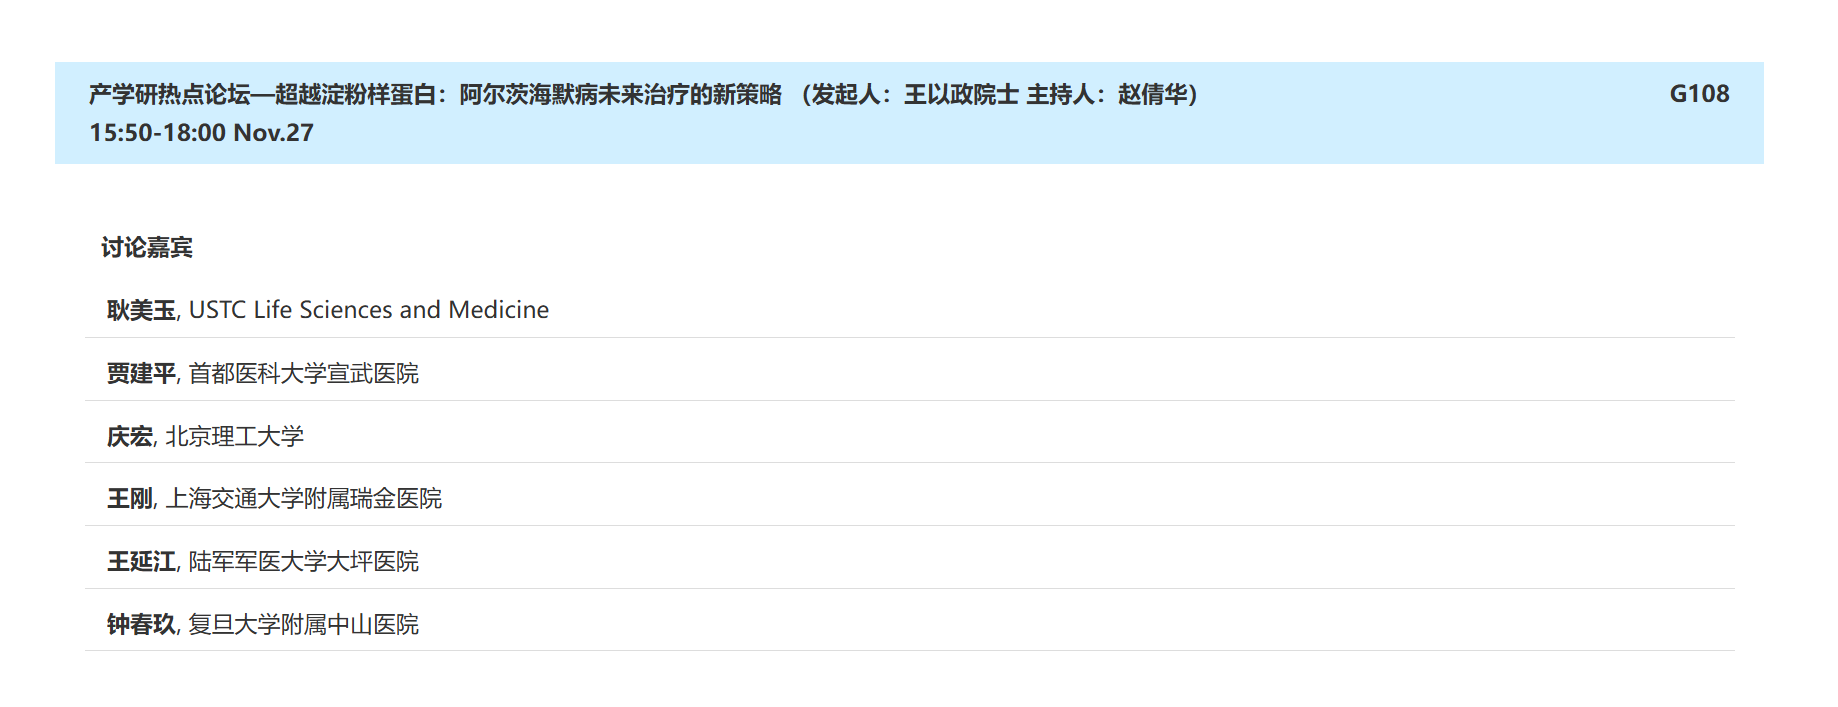 产学研热点论坛—超越淀粉样蛋白：阿尔茨海默病未来治疗的新策略 （发起人：王以政院士 主持人：赵倩华） G108
15:50-18:00 Nov.27
讨论嘉宾
耿美玉, USTC Life Sciences and Medicine
贾建平, 首都医科大学宣武医院
庆宏, 北京理工大学
王刚, 上海交通大学附属瑞金医院
王延江, 陆军军医大学大坪医院
钟春玖, 复旦大学附属中山医院